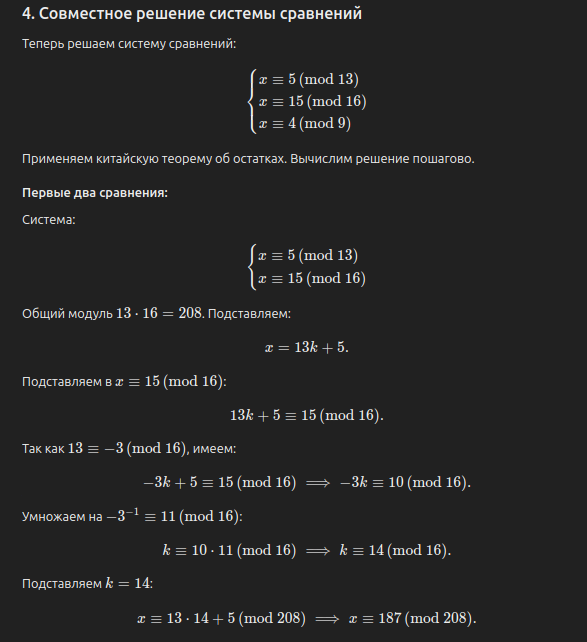 4. Совместное решение системы сравнений
Теперь решаем систему сравнений:
x ≡ 5 (mod 13)
x ≡ 15 (mod 16)
x ≡ 4 (mod 9)
Применяем китайскую теорему об остатках. Вычислим решение пошагово.
Первые два сравнения:
Система:
x ≡ 5 (mod 13)
x ≡ 15 (mod 16)
Общий модуль 13 · 16 = 208. Подставляем:
x = 13k + 5.
Подставляем в x ≡ 15 (mod 16):
13k + 5 ≡ 15 (mod 16).
Так как 13 ≡ −3 (mod 16), имеем:
−3k + 5 ≡ 15 (mod 16) ⟹ −3k ≡ 10 (mod 16).
Умножаем на −3⁻¹ ≡ 11 (mod 16):
k ≡ 10 · 11 (mod 16) ⟹ k ≡ 14 (mod 16).
Подставляем k = 14:
x ≡ 13 · 14 + 5 (mod 208) ⟹ x ≡ 187 (mod 208).